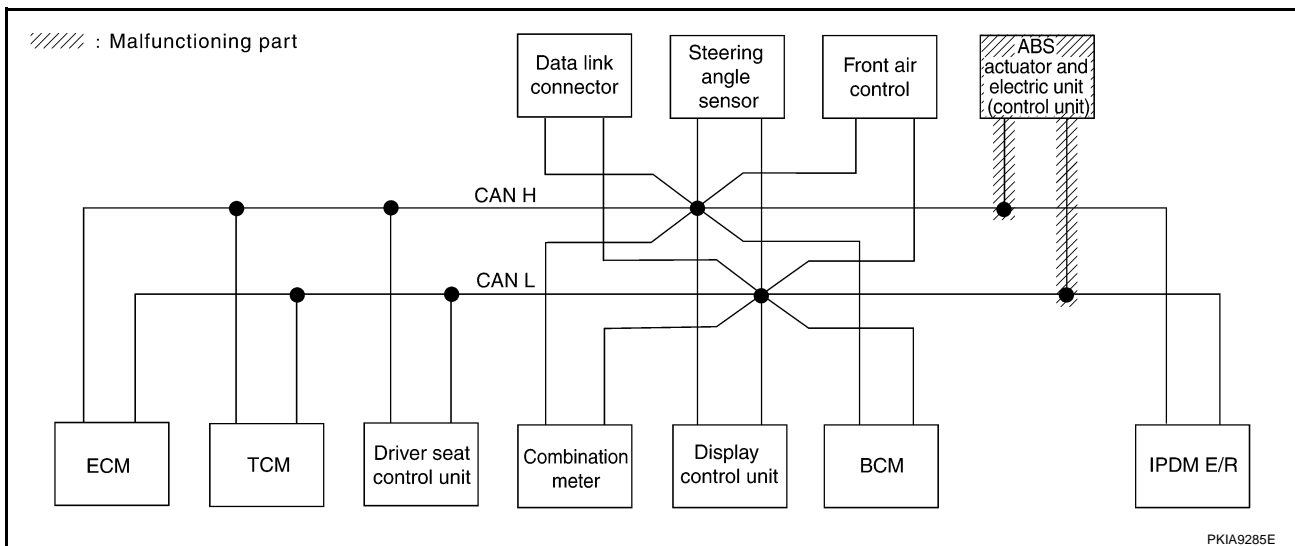 : Malfunctioning part
Data link
connector
Steering
angle
sensor
Front air
control
ABS
actuator and
electric unit
(control unit)
CAN H
CAN L
ECM
TCM
Driver seat
control unit
Combination
meter
Display
control unit
BCM
IPDM E/R
PKIA9285E